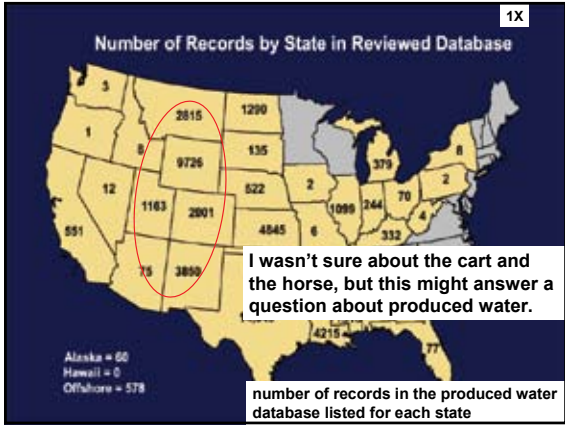 1X
Number of Records by State in Reviewed Database
3
2815
1290
1
8
9726
135
379
8
12
522
2
70
2
1163
2001
1099
244
4
551
4845
6
332
75
3850
I wasn't sure about the cart and
the horse, but this might answer a
question about produced water.
4215
77
Alaska = 60
Hawaii = 0
Offshore = 578
number of records in the produced water
database listed for each state